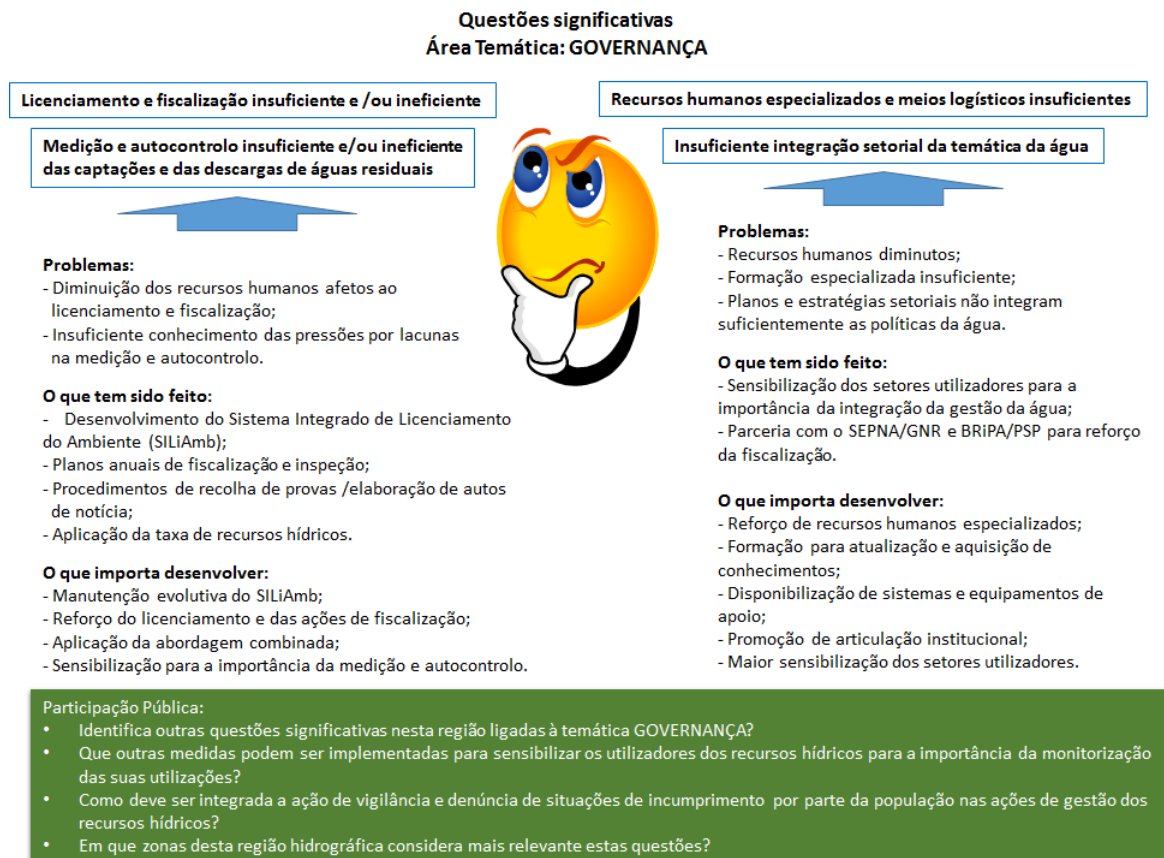 Questões significativas
Área Temática: GOVERNANÇA
Licenciamento e fiscalização insuficiente e /ou ineficiente
Medição e autocontrolo insuficiente e/ou ineficiente
das captações e das descargas de águas residuais
Problemas:
- Diminuição dos recursos humanos afetos ao
licenciamento e fiscalização;
- Insuficiente conhecimento das pressões por lacunas
na medição e autocontrolo.
O que tem sido feito:
- Desenvolvimento do Sistema Integrado de Licenciamento
do Ambiente (SILiAmb);
- Planos anuais de fiscalização e inspeção;
- Procedimentos de recolha de provas /elaboração de autos
de notícia;
- Aplicação da taxa de recursos hídricos.
O que importa desenvolver:
- Manutenção evolutiva do SILiAmb;
- Reforço do licenciamento e das ações de fiscalização;
- Aplicação da abordagem combinada;
- Sensibilização para a importância da medição e autocontrolo.
Recursos humanos especializados e meios logísticos insuficientes
Insuficiente integração setorial da temática da água
Problemas:
- Recursos humanos diminutos;
- Formação especializada insuficiente;
- Planos e estratégias setoriais não integram
suficientemente as políticas da água.
O que tem sido feito:
- Sensibilização dos setores utilizadores para a
importância da integração da gestão da água;
- Parceria com o SEPNA/GNR e BRiPA/PSP para reforço
da fiscalização.
O que importa desenvolver:
- Reforço de recursos humanos especializados;
- Formação para atualização e aquisição de
conhecimentos;
- Disponibilização de sistemas e equipamentos de
apoio;
- Promoção de articulação institucional;
- Maior sensibilização dos setores utilizadores.
Participação Pública:
• Identifica outras questões significativas nesta região ligadas à temática GOVERNANÇA?
• Que outras medidas podem ser implementadas para sensibilizar os utilizadores dos recursos hídricos para a importância da monitorização
das suas utilizações?
• Como deve ser integrada a ação de vigilância e denúncia de situações de incumprimento por parte da população nas ações de gestão dos
recursos hídricos?
• Em que zonas desta região hidrográfica considera mais relevante estas questões?